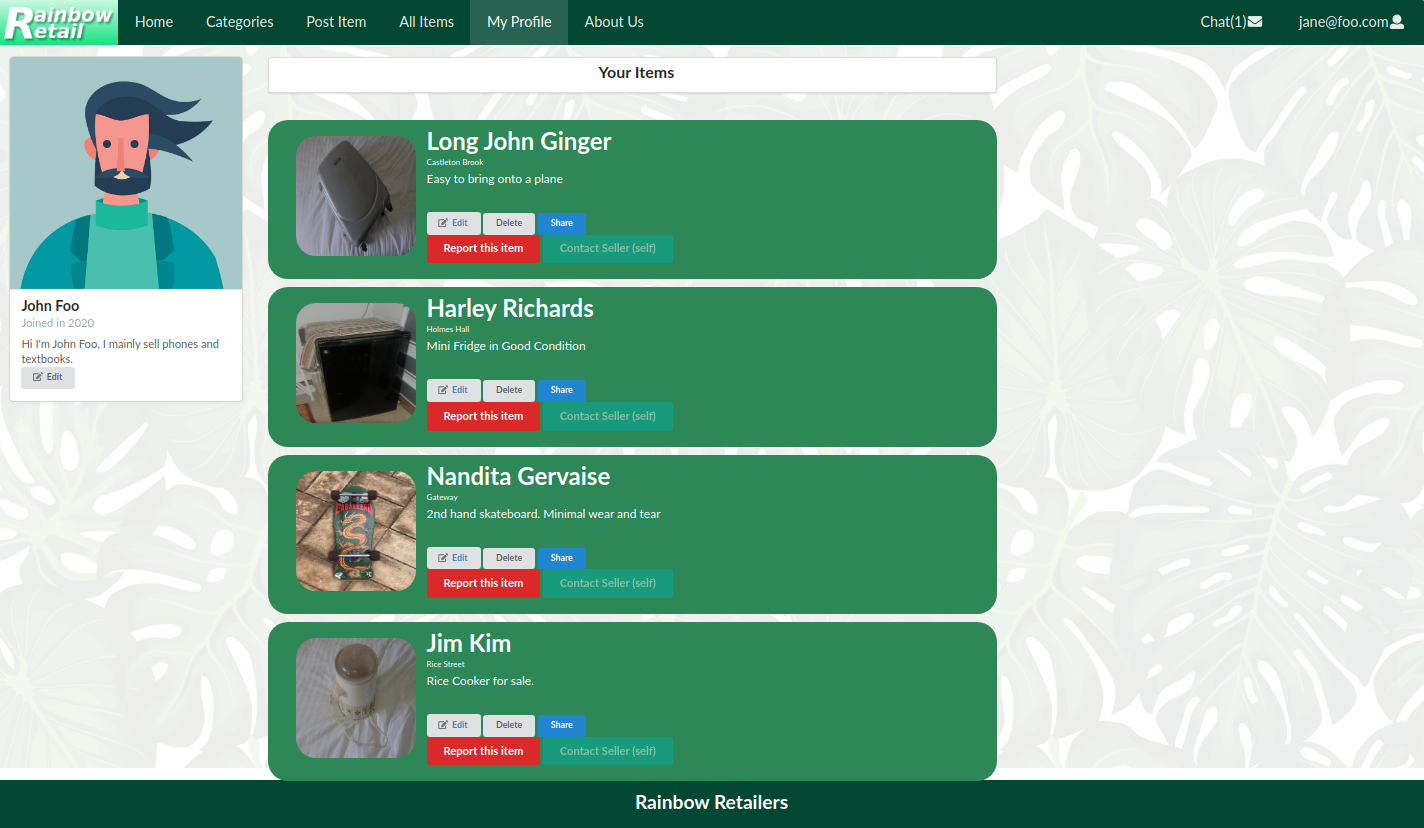 Rainbow
Retail
Home
Categories
Post Item
All Items
My Profile
About Us
Chat(1)
jane@foo.com
John Foo
Joined in 2020
Hi I'm John Foo, I mainly sell phones and
textbooks.
Edit
Your Items
Long John Ginger
Castleton Brook
Easy to bring onto a plane
Edit
Delete
Share
Report this item
Contact Seller (self)
Harley Richards
Holmes Hall
Mini Fridge in Good Condition
Edit
Delete
Share
Report this item
Contact Seller (self)
Nandita Gervaise
Gateway
2nd hand skateboard. Minimal wear and tear
Edit
Delete
Share
Report this item
Contact Seller (self)
Jim Kim
Rice Street
Rice Cooker for sale.
Edit
Delete
Share
Report this item
Contact Seller (self)
Rainbow Retailers